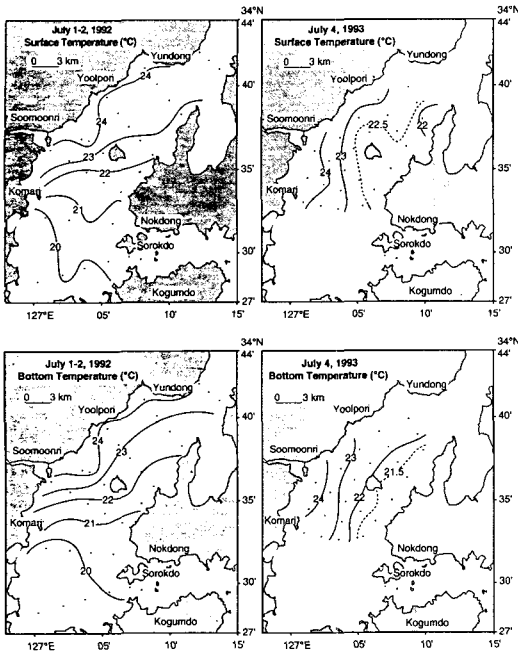 July 1-2, 1992
Surface Temperature (°C)
0 3 km
Yundong
Yoolpori
24
24
Soomoonri
23
22
Komari
21
Nokdong
20
Sorokdo
Kogumdo
127°E 05' 10' 15'
34°N
44'
40'
35'
30'
27'
July 4, 1993
Surface Temperature (°C)
0 3 km
Yundong
Yoolpori
22.5
22
Soomoonri
23
24
Komari
Nokdong
Sorokdo
Kogumdo
127°E 05' 10' 15'
34°N
44'
40'
35'
30'
27'
July 1-2, 1992
Bottom Temperature (°C)
0 3 km
Yundong
Yoolpori
24
23
Soomoonri
22
Komari
21
Nokdong
20
Sorokdo
Kogumdo
127°E 05' 10' 15'
34°N
44'
40'
35'
30'
27'
July 4, 1993
Bottom Temperature (°C)
0 3 km
Yundong
Yoolpori
Soomoonri
23
21.5
24
22
Komari
Nokdong
Sorokdo
Kogumdo
127°E 05' 10' 15'
34°N
44'
40'
35'
30'
27'